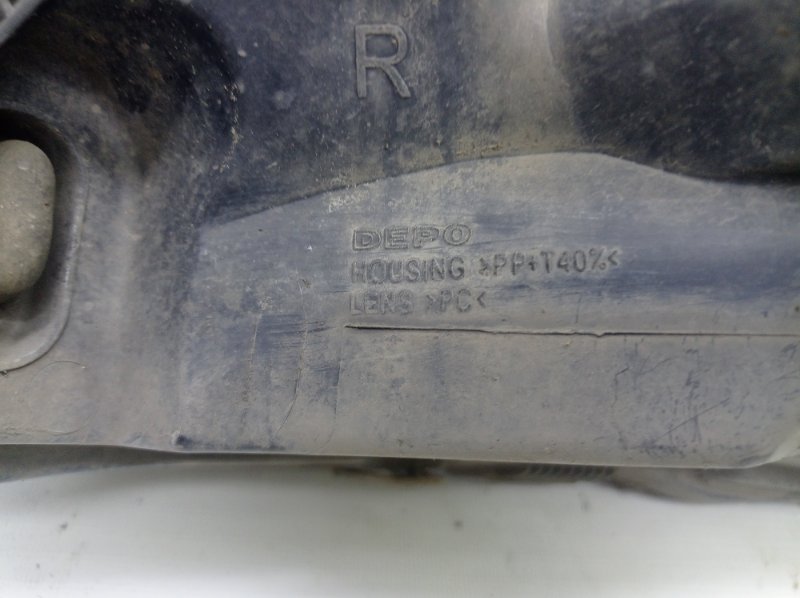 R
DEPO
HOUSING >PP+T40%<
LENS >PC<